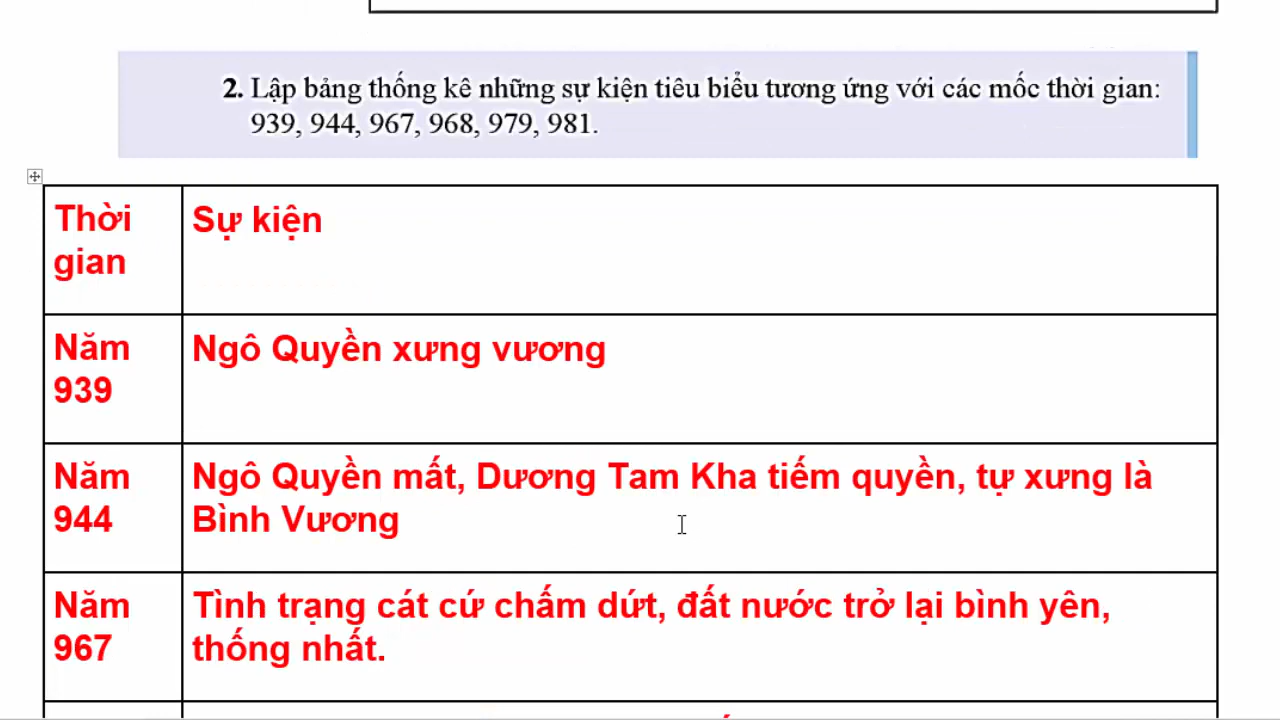 2. Lập bảng thống kê những sự kiện tiêu biểu tương ứng với các mốc thời gian:
939, 944, 967, 968, 979, 981.
Thời
gian
Sự kiện
Năm
939
Ngô Quyền xưng vương
Năm
944
Ngô Quyền mất, Dương Tam Kha tiếm quyền, tự xưng là
Bình Vương
Năm
967
Tình trạng cát cứ chấm dứt, đất nước trở lại bình yên,
thống nhất.